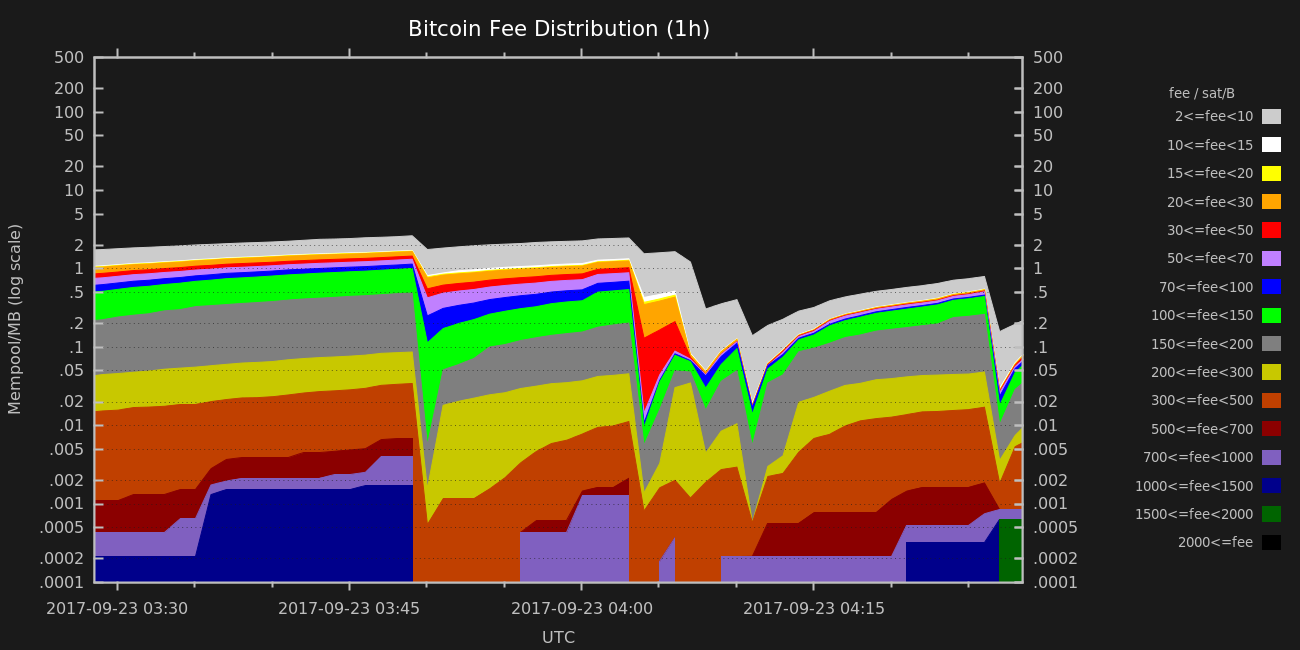 Bitcoin Fee Distribution (1h)
500
200
100
50
20
10
5
2
1
.5
.2
.1
.05
.02
.01
.005
.002
.001
.0005
.0002
.0001
Mempool/MB (log scale)
500
200
100
50
20
10
5
2
1
.5
.2
.1
.05
.02
.01
.005
.002
.001
.0005
.0002
.0001
2017-09-23 03:30 2017-09-23 03:45 2017-09-23 04:00 2017-09-23 04:15
UTC
fee / sat/B
2<=fee<10
10<=fee<15
15<=fee<20
20<=fee<30
30<=fee<50
50<=fee<70
70<=fee<100
100<=fee<150
150<=fee<200
200<=fee<300
300<=fee<500
500<=fee<700
700<=fee<1000
1000<=fee<1500
1500<=fee<2000
2000<=fee